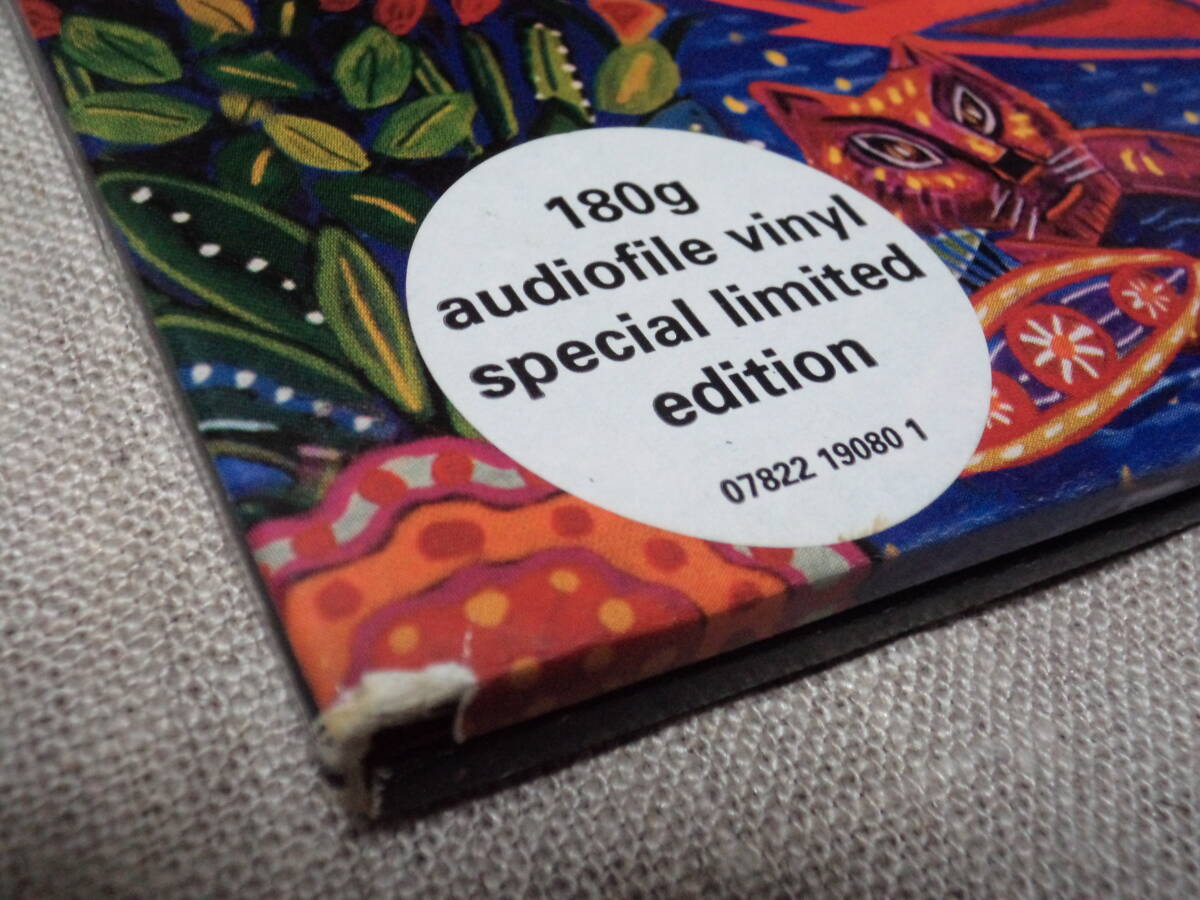 180g
audiofile vinyl
special limited
edition
07822 19080 1